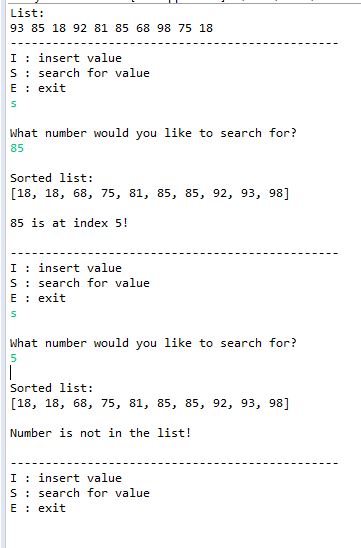 List:
93 85 18 92 81 85 68 98 75 18
-----------------------------------------------
I : insert value
S : search for value
E : exit
s
What number would you like to search for?
85
Sorted list:
[18, 18, 68, 75, 81, 85, 85, 92, 93, 98]
85 is at index 5!
-----------------------------------------------
I : insert value
S : search for value
E : exit
s
What number would you like to search for?
5
Sorted list:
[18, 18, 68, 75, 81, 85, 85, 92, 93, 98]
Number is not in the list!
-----------------------------------------------
I : insert value
S : search for value
E : exit